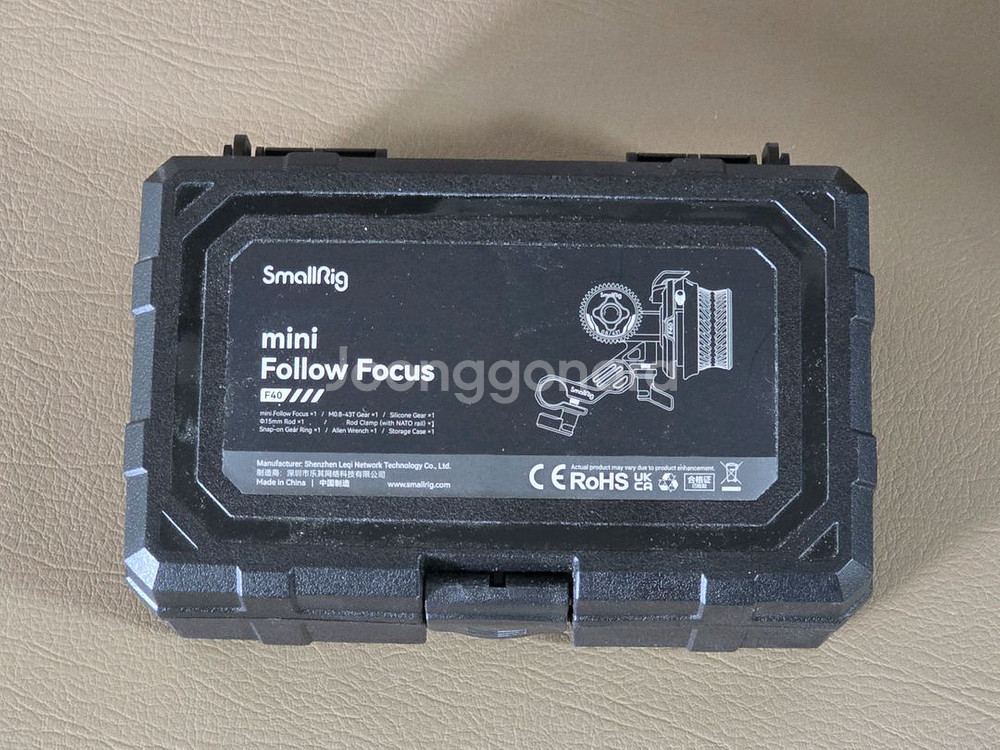 SmallRig
mini
Follow Focus
F40
mini Follow Focus ×1 / M0.8-43T Gear ×1 / Silicone Gear ×1
Φ15mm Rod ×1 / Rod Clamp (with NATO rail) ×1
Snap-on Gear Ring ×1 / Allen Wrench ×1 / Storage Case ×1
SmallRig
SmallRig
Manufacturer: Shenzhen Leqi Network Technology Co., Ltd.
制造商: 深圳市乐其网络科技有限公司
Made in China | 中国制造 www.smallrig.com
Actual product may vary due to product enhancement.
CE RoHS UK CA 合格证
Joonggonara